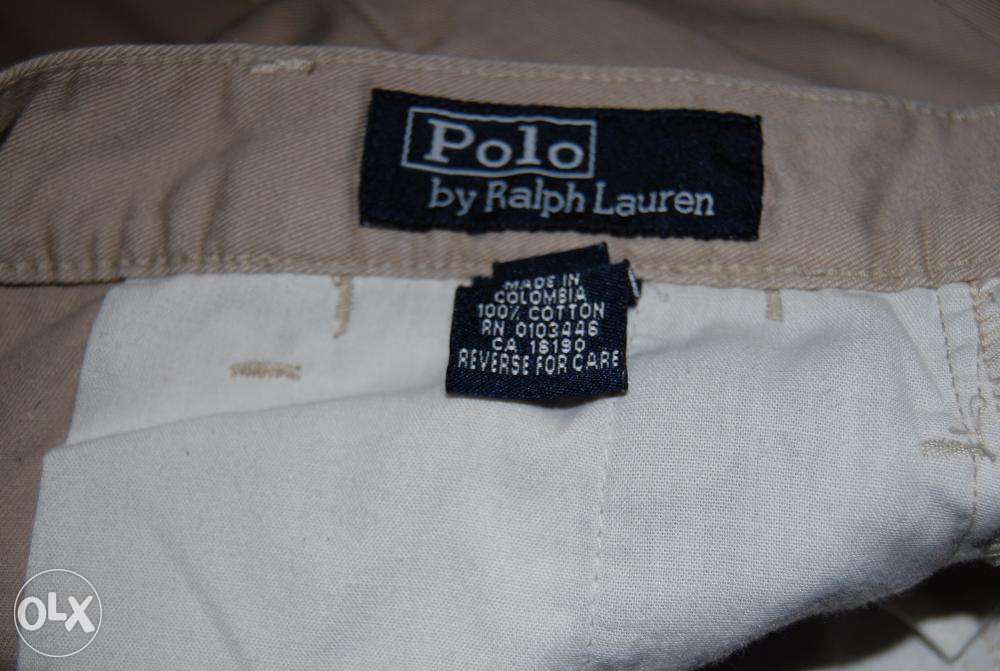 Polo
by Ralph Lauren
MADE IN
COLOMBIA
100% COTTON
RN 0103446
CA 16190
REVERSE FOR CARE
OLX